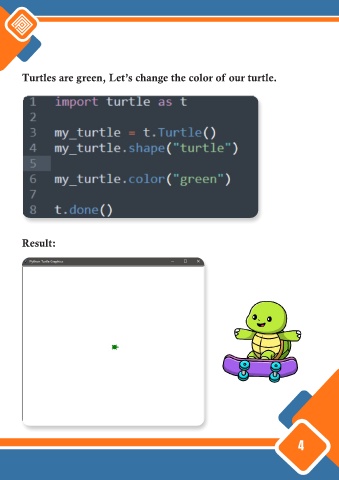 Turtles are green, Let's change the color of our turtle.
1 import turtle as t
2
3 my_turtle = t.Turtle()
4 my_turtle.shape("turtle")
5
6 my_turtle.color("green")
7
8 t.done()
Result:
Python Turtle Graphics
4